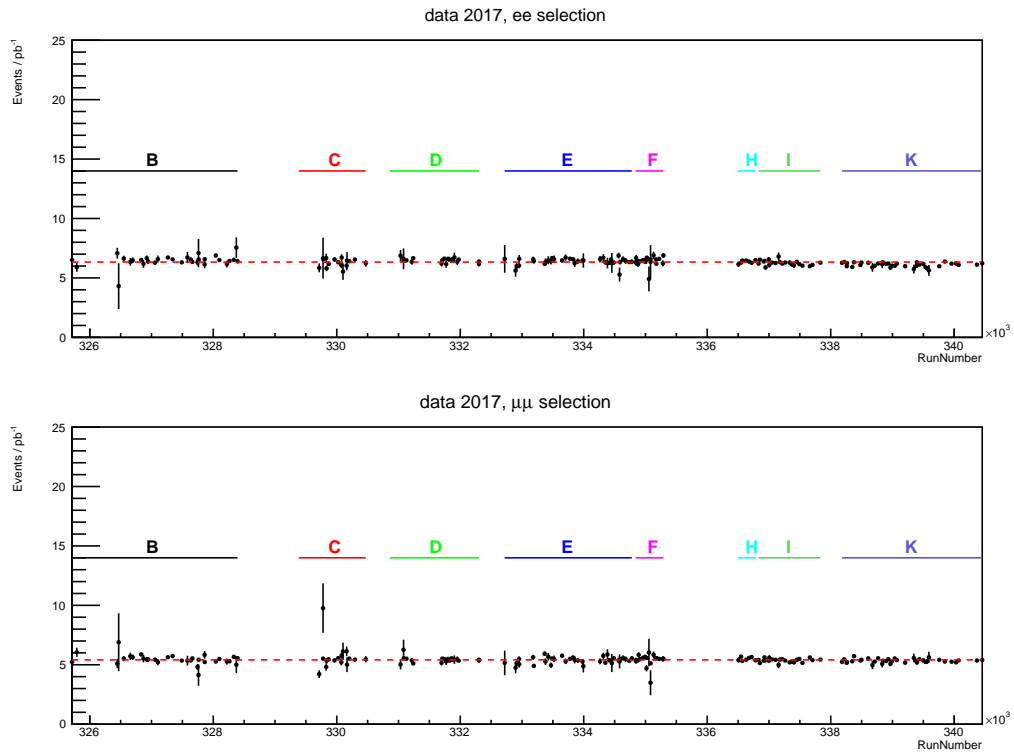 data 2017, ee selection
Events / pb⁻¹
25
20
15
10
5
0
B C D E F H I K
326 328 330 332 334 336 338 340 ×10³
RunNumber
data 2017, μμ selection
Events / pb⁻¹
25
20
15
10
5
0
B C D E F H I K
326 328 330 332 334 336 338 340 ×10³
RunNumber